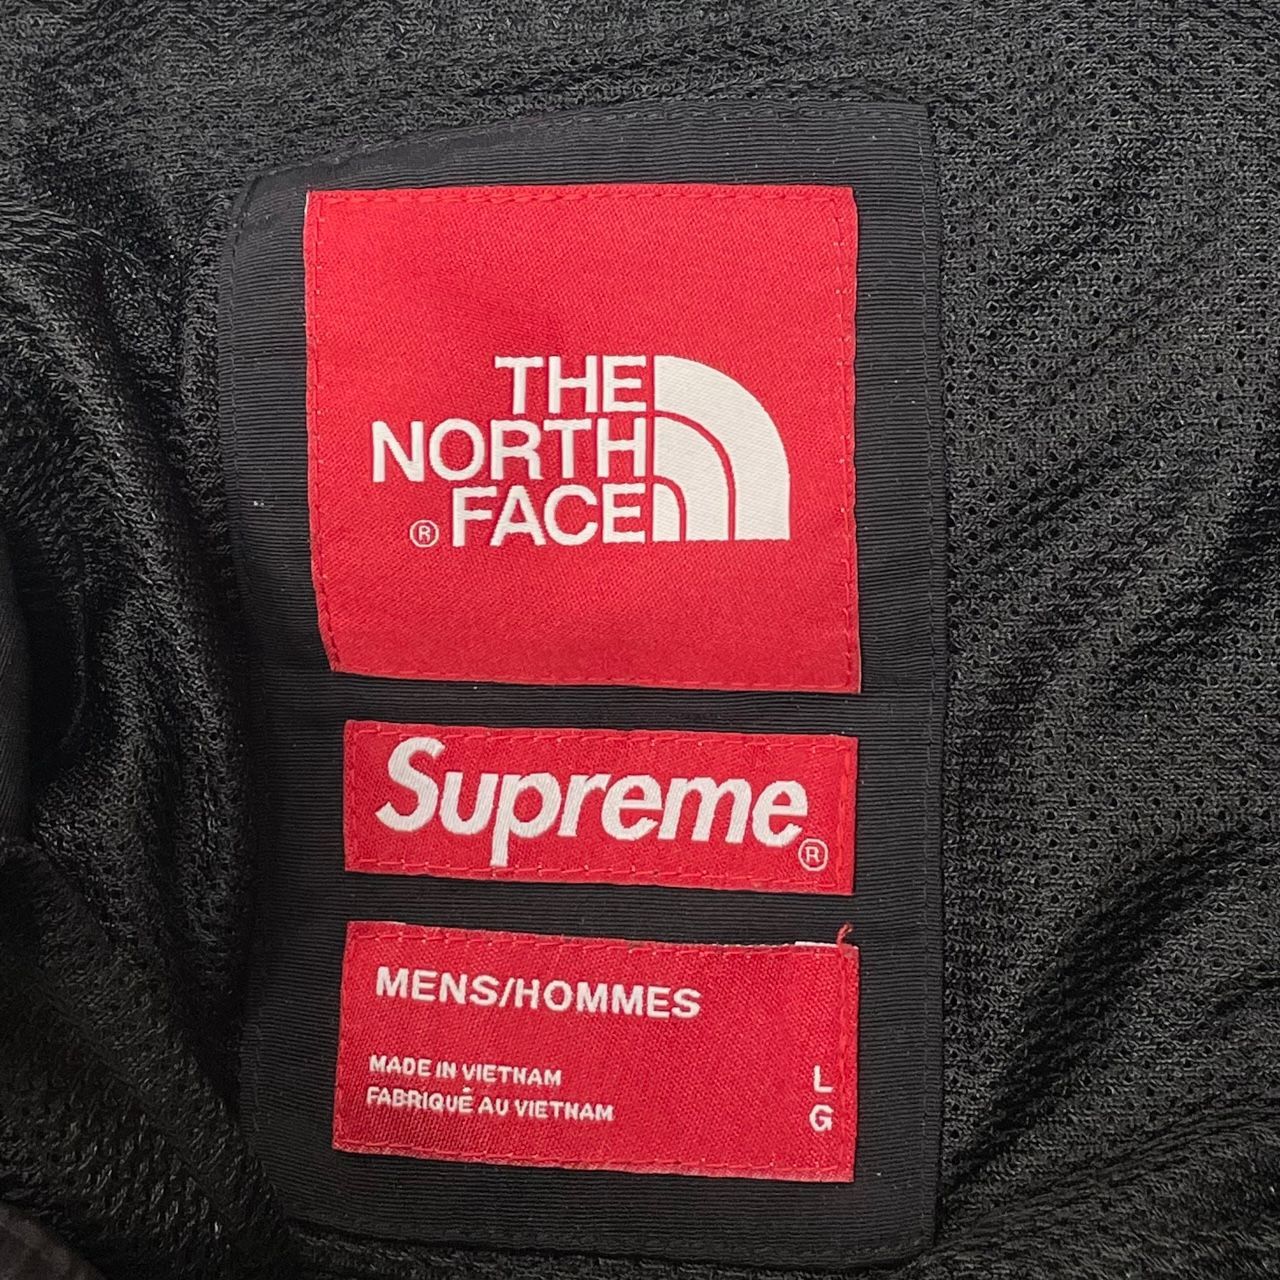 THE
NORTH
® FACE
Supreme®
MENS/HOMMES
MADE IN VIETNAM
FABRIQUÉ AU VIETNAM
L
G